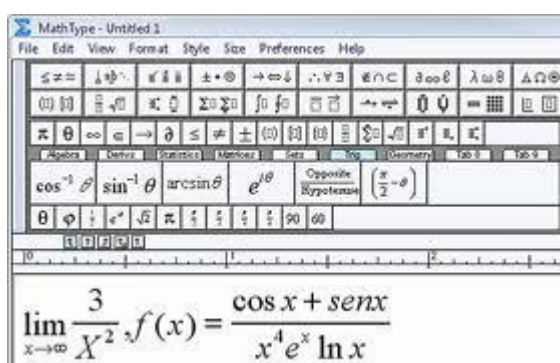 MathType - Untitled 1
File Edit View Format Style Size Preferences Help
π θ ∞ ∈ → ∂ ≤ ≠ ±
Algebra Derivs Statistics Matrices Sets Trig Geometry Tab 8 Tab 9
cos⁻¹ θ sin⁻¹ θ arcsin θ e^{iθ} Opposite/Hypotenuse (π/2 − θ)
θ φ √2 π 90 60
0 1 2
lim x→∞ 3/X², f(x) = (cos x + senx)/(x⁴eˣ ln x)